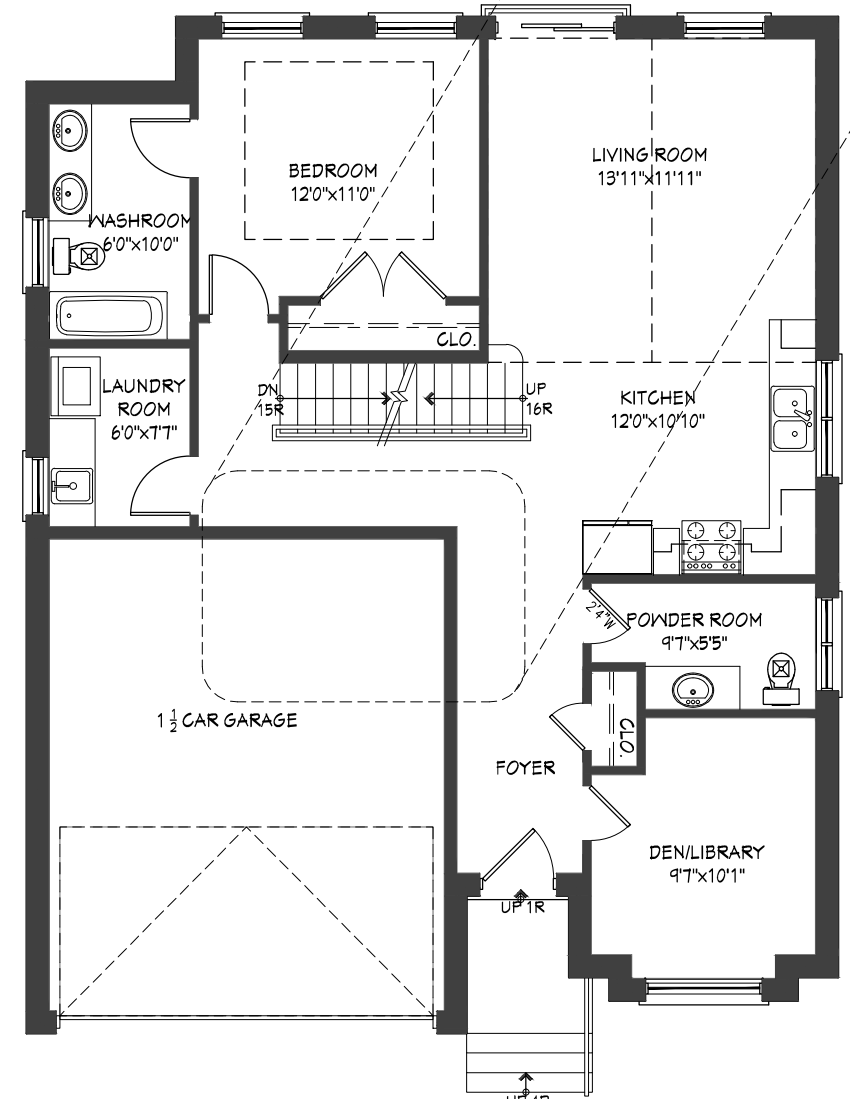 LIVING ROOM
13'11"x11'11"
BEDROOM
12'0"x11'0"
WASHROOM
6'0"x10'0"
CLO.
LAUNDRY
ROOM
6'0"x7'7"
DN
15R
UP
16R
KITCHEN
12'0"x10'10"
2'4"W
POWDER ROOM
9'7"x5'5"
1 1/2 CAR GARAGE
CLO.
FOYER
DEN/LIBRARY
9'7"x10'1"
UP 1R